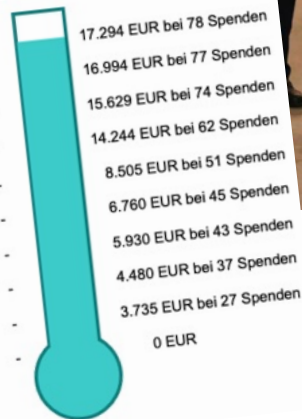 17.294 EUR bei 78 Spenden
16.994 EUR bei 77 Spenden
15.629 EUR bei 74 Spenden
14.244 EUR bei 62 Spenden
8.505 EUR bei 51 Spenden
6.760 EUR bei 45 Spenden
5.930 EUR bei 43 Spenden
4.480 EUR bei 37 Spenden
3.735 EUR bei 27 Spenden
0 EUR